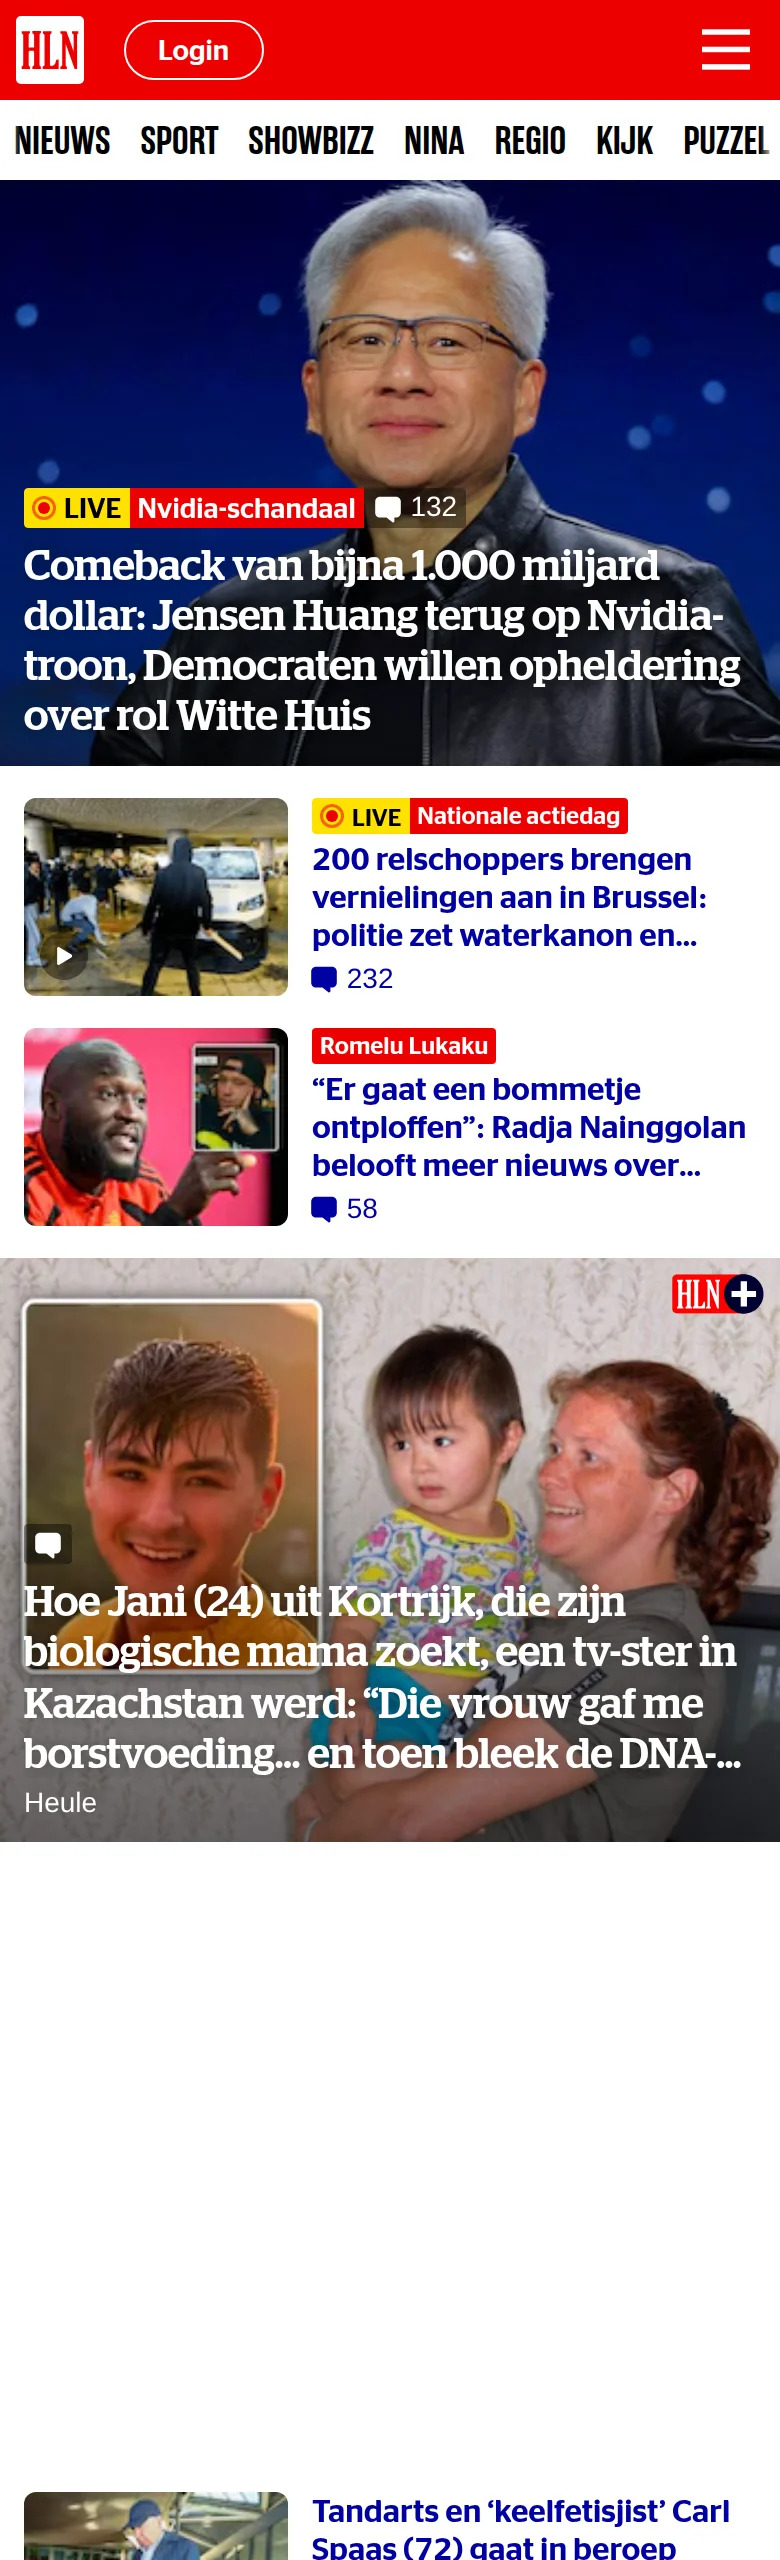 HLN
Login
NIEUWS SPORT SHOWBIZZ NINA REGIO KIJK PUZZEL
LIVE Nvidia-schandaal 132
Comeback van bijna 1.000 miljard
dollar: Jensen Huang terug op Nvidia-
troon, Democraten willen opheldering
over rol Witte Huis
LIVE Nationale actiedag
200 relschoppers brengen
vernielingen aan in Brussel:
politie zet waterkanon en...
232
Romelu Lukaku
“Er gaat een bommetje
ontploffen”: Radja Nainggolan
belooft meer nieuws over...
58
HLN+
Hoe Jani (24) uit Kortrijk, die zijn
biologische mama zoekt, een tv-ster in
Kazachstan werd: “Die vrouw gaf me
borstvoeding... en toen bleek de DNA-...
Heule
Tandarts en ‘keelfetisjist’ Carl
Spaas (72) gaat in beroep